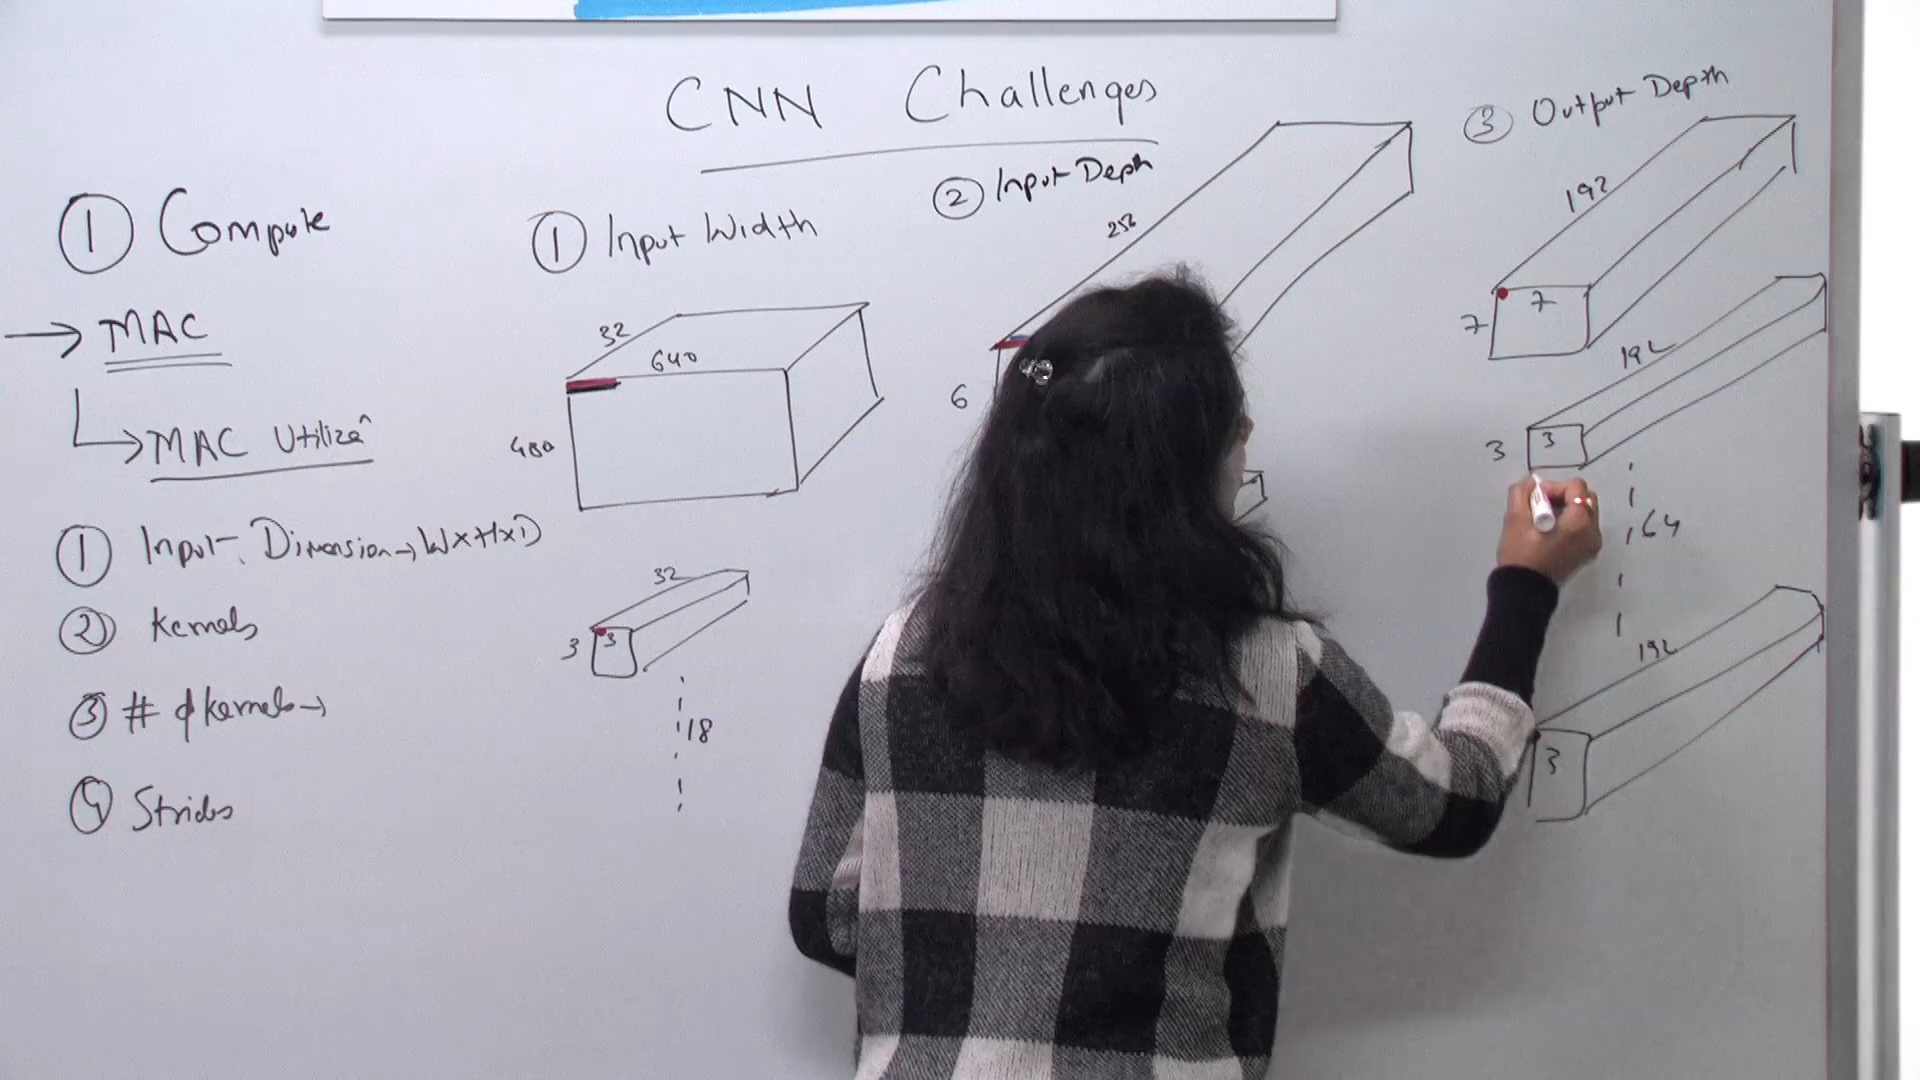 CNN Challenges
① Compute
→ MAC
↳ MAC Utilizaˆ
① Input Dimension → W×H×D
② Kernels
③ # of kernels →
④ Strides
① Input Width
32
640
480
32
3
3
18
② Input Depth
256
6
③ Output Depth
192
7
7
192
3
3
64
192
3